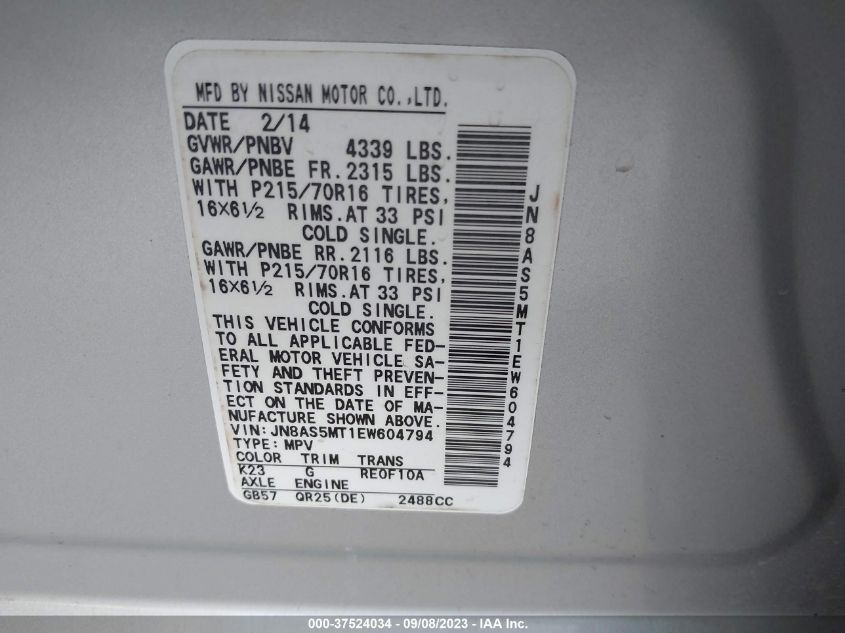 MFD BY NISSAN MOTOR CO.,LTD.
DATE 2/14
GVWR/PNBV 4339 LBS.
GAWR/PNBE FR.2315 LBS.
WITH P215/70R16 TIRES,
16X6½ RIMS.AT 33 PSI
COLD SINGLE.
GAWR/PNBE RR.2116 LBS.
WITH P215/70R16 TIRES,
16X6½ RIMS.AT 33 PSI
COLD SINGLE.
THIS VEHICLE CONFORMS
TO ALL APPLICABLE FED-
ERAL MOTOR VEHICLE SA-
FETY AND THEFT PREVEN-
TION STANDARDS IN EFF-
ECT ON THE DATE OF MA-
NUFACTURE SHOWN ABOVE.
VIN:JN8AS5MT1EW604794
TYPE:MPV
COLOR TRIM TRANS
K23 G RE0F10A
AXLE ENGINE
GB57 QR25(DE) 2488CC
JN8AS5MT1EW604794
000-37524034 - 09/08/2023 - IAA Inc.